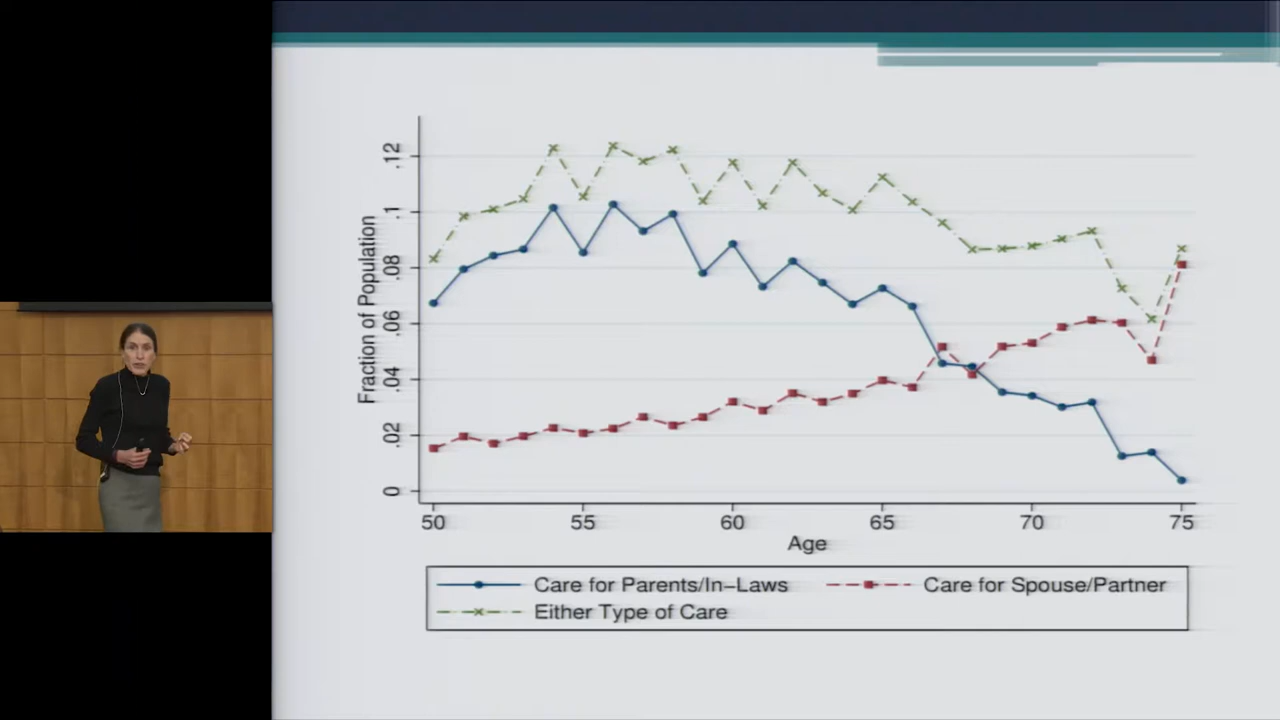 Fraction of Population
.12
.1
.08
.06
.04
.02
0
50 55 60 65 70 75
Age
Care for Parents/In-Laws Care for Spouse/Partner
Either Type of Care